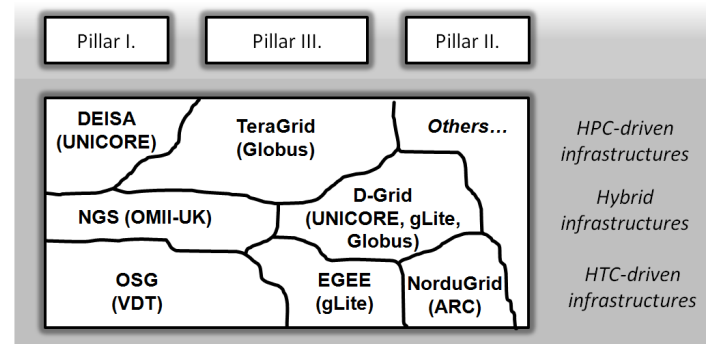 Pillar I.
Pillar III.
Pillar II.
DEISA
(UNICORE)
TeraGrid
(Globus)
Others...
HPC-driven
infrastructures
NGS (OMII-UK)
D-Grid
(UNICORE, gLite,
Globus)
Hybrid
infrastructures
OSG
(VDT)
EGEE
(gLite)
NorduGrid
(ARC)
HTC-driven
infrastructures